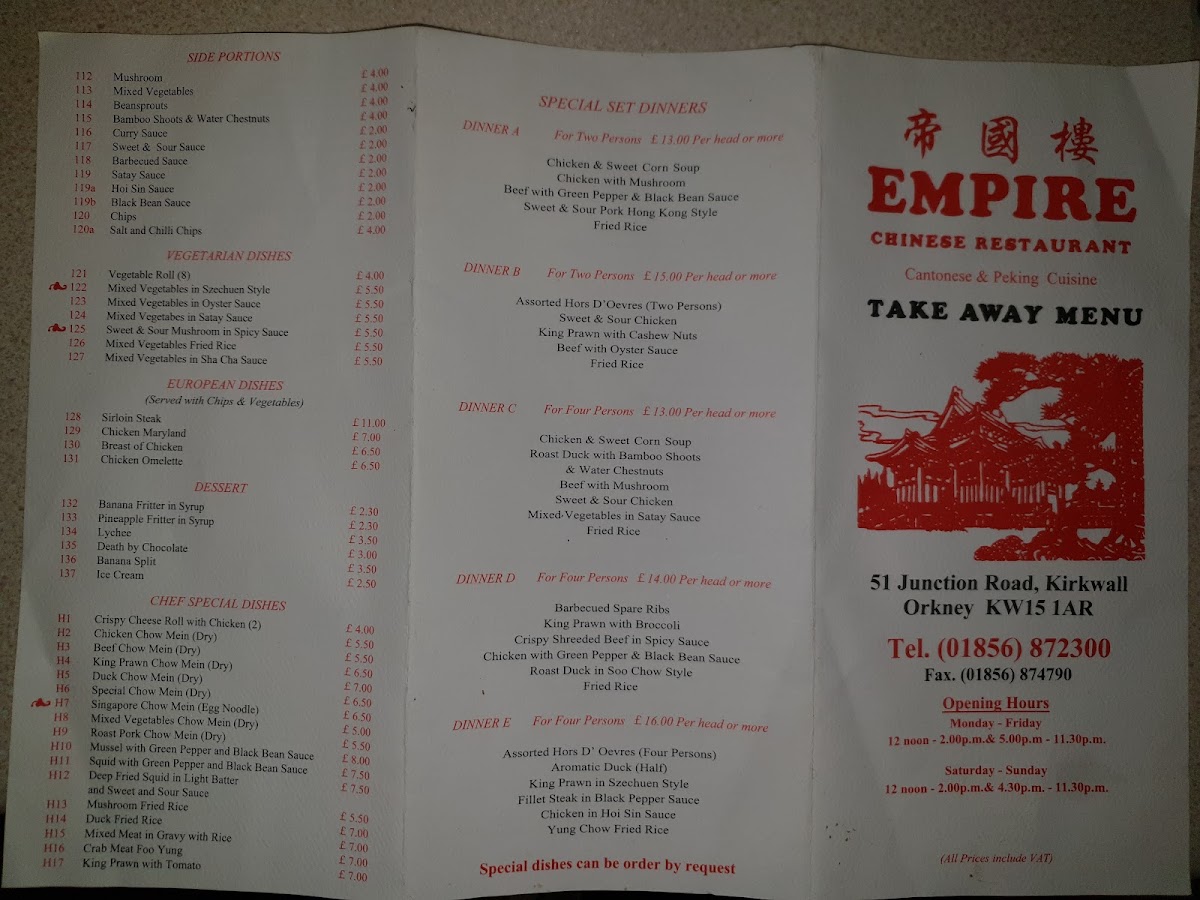 SIDE PORTIONS
112 Mushroom £ 4.00
113 Mixed Vegetables £ 4.00
114 Beansprouts £ 4.00
115 Bamboo Shoots & Water Chestnuts £ 4.00
116 Curry Sauce £ 2.00
117 Sweet & Sour Sauce £ 2.00
118 Barbecued Sauce £ 2.00
119 Satay Sauce £ 2.00
119a Hoi Sin Sauce £ 2.00
119b Black Bean Sauce £ 2.00
120 Chips £ 2.00
120a Salt and Chilli Chips £ 4.00
VEGETARIAN DISHES
121 Vegetable Roll (8) £ 4.00
122 Mixed Vegetables in Szechuen Style £ 5.50
123 Mixed Vegetables in Oyster Sauce £ 5.50
124 Mixed Vegetabes in Satay Sauce £ 5.50
125 Sweet & Sour Mushroom in Spicy Sauce £ 5.50
126 Mixed Vegetables Fried Rice £ 5.50
127 Mixed Vegetables in Sha Cha Sauce £ 5.50
EUROPEAN DISHES
(Served with Chips & Vegetables)
128 Sirloin Steak £ 11.00
129 Chicken Maryland £ 7.00
130 Breast of Chicken £ 6.50
131 Chicken Omelette £ 6.50
DESSERT
132 Banana Fritter in Syrup £ 2.30
133 Pineapple Fritter in Syrup £ 2.30
134 Lychee £ 3.50
135 Death by Chocolate £ 3.00
136 Banana Split £ 3.50
137 Ice Cream £ 2.50
CHEF SPECIAL DISHES
H1 Crispy Cheese Roll with Chicken (2) £ 4.00
H2 Chicken Chow Mein (Dry) £ 5.50
H3 Beef Chow Mein (Dry) £ 5.50
H4 King Prawn Chow Mein (Dry) £ 6.50
H5 Duck Chow Mein (Dry) £ 7.00
H6 Special Chow Mein (Dry) £ 6.50
H7 Singapore Chow Mein (Egg Noodle) £ 6.50
H8 Mixed Vegetables Chow Mein (Dry) £ 5.00
H9 Roast Pork Chow Mein (Dry) £ 5.50
H10 Mussel with Green Pepper and Black Bean Sauce £ 8.00
H11 Squid with Green Pepper and Black Bean Sauce £ 7.50
H12 Deep Fried Squid in Light Batter £ 7.50
and Sweet and Sour Sauce
H13 Mushroom Fried Rice £ 5.50
H14 Duck Fried Rice £ 7.00
H15 Mixed Meat in Gravy with Rice £ 7.00
H16 Crab Meat Foo Yung £ 7.00
H17 King Prawn with Tomato £ 7.00
SPECIAL SET DINNERS
DINNER A For Two Persons £ 13.00 Per head or more
Chicken & Sweet Corn Soup
Chicken with Mushroom
Beef with Green Pepper & Black Bean Sauce
Sweet & Sour Pork Hong Kong Style
Fried Rice
DINNER B For Two Persons £ 15.00 Per head or more
Assorted Hors D'Oevres (Two Persons)
Sweet & Sour Chicken
King Prawn with Cashew Nuts
Beef with Oyster Sauce
Fried Rice
DINNER C For Four Persons £ 13.00 Per head or more
Chicken & Sweet Corn Soup
Roast Duck with Bamboo Shoots
& Water Chestnuts
Beef with Mushroom
Sweet & Sour Chicken
Mixed Vegetables in Satay Sauce
Fried Rice
DINNER D For Four Persons £ 14.00 Per head or more
Barbecued Spare Ribs
King Prawn with Broccoli
Crispy Shreeded Beef in Spicy Sauce
Chicken with Green Pepper & Black Bean Sauce
Roast Duck in Soo Chow Style
Fried Rice
DINNER E For Four Persons £ 16.00 Per head or more
Assorted Hors D' Oevres (Four Persons)
Aromatic Duck (Half)
King Prawn in Szechuen Style
Fillet Steak in Black Pepper Sauce
Chicken in Hoi Sin Sauce
Yung Chow Fried Rice
Special dishes can be order by request
帝國樓
EMPIRE
CHINESE RESTAURANT
Cantonese & Peking Cuisine
TAKE AWAY MENU
51 Junction Road, Kirkwall
Orkney KW15 1AR
Tel. (01856) 872300
Fax. (01856) 874790
Opening Hours
Monday - Friday
12 noon - 2.00p.m.& 5.00p.m - 11.30p.m.
Saturday - Sunday
12 noon - 2.00p.m.& 4.30p.m. - 11.30p.m.
(All Prices include VAT)